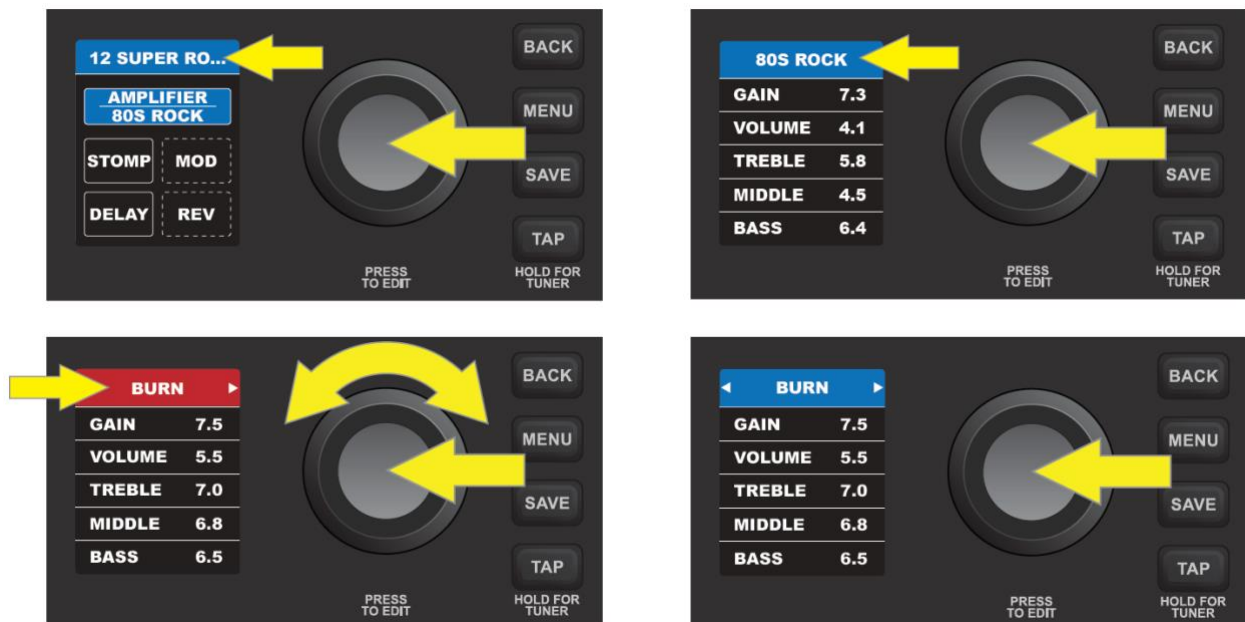 12 SUPER RO...
AMPLIFIER
80S ROCK
STOMP MOD
DELAY REV
BACK
MENU
SAVE
TAP
PRESS
TO EDIT
HOLD FOR
TUNER
80S ROCK
GAIN 7.3
VOLUME 4.1
TREBLE 5.8
MIDDLE 4.5
BASS 6.4
BACK
MENU
SAVE
TAP
PRESS
TO EDIT
HOLD FOR
TUNER
BURN
GAIN 7.5
VOLUME 5.5
TREBLE 7.0
MIDDLE 6.8
BASS 6.5
BACK
MENU
SAVE
TAP
PRESS
TO EDIT
HOLD FOR
TUNER
BURN
GAIN 7.5
VOLUME 5.5
TREBLE 7.0
MIDDLE 6.8
BASS 6.5
BACK
MENU
SAVE
TAP
PRESS
TO EDIT
HOLD FOR
TUNER